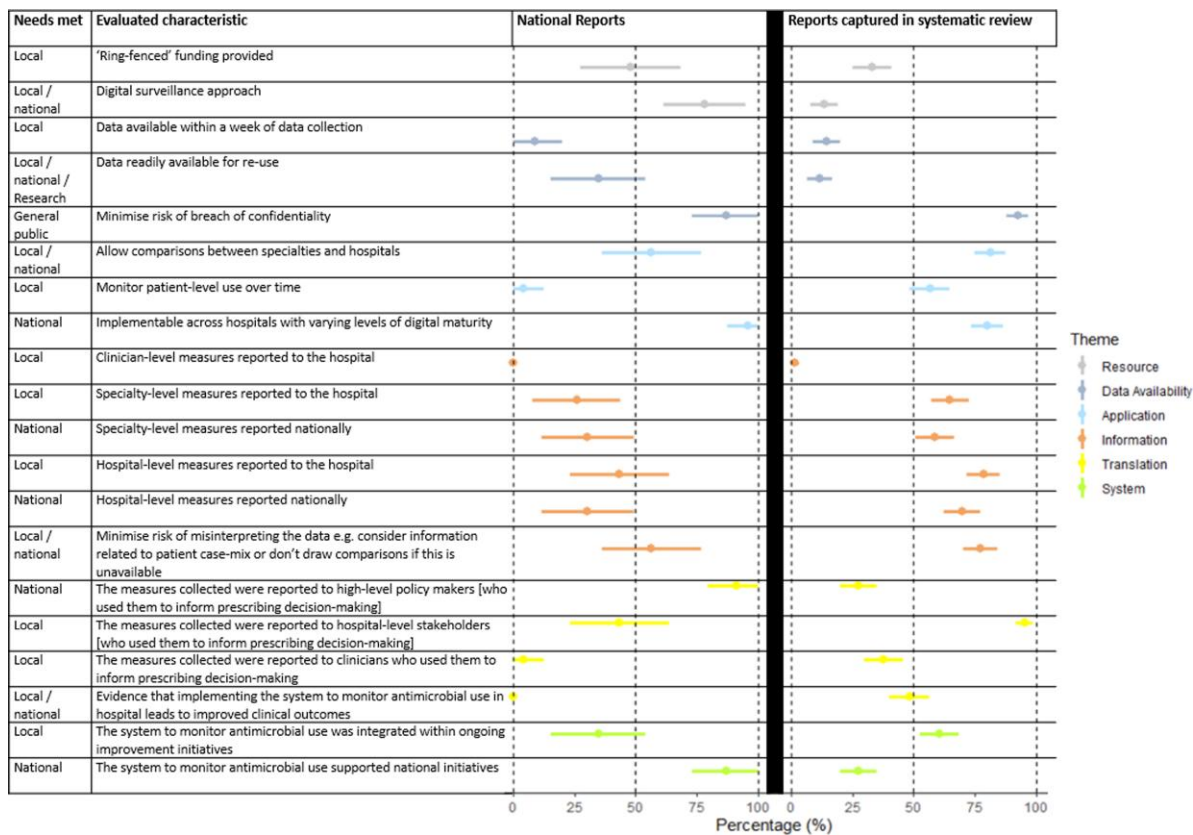 Needs met Evaluated characteristic National Reports Reports captured in systematic review
Local ‘Ring-fenced’ funding provided
Local / Digital surveillance approach
national
Local Data available within a week of data collection
Local / Data readily available for re-use
national /
Research
General Minimise risk of breach of confidentiality
public
Local / Allow comparisons between specialties and hospitals
national
Local Monitor patient-level use over time
National Implementable across hospitals with varying levels of digital maturity
Local Clinician-level measures reported to the hospital
Local Specialty-level measures reported to the hospital
National Specialty-level measures reported nationally
Local Hospital-level measures reported to the hospital
National Hospital-level measures reported nationally
Local / Minimise risk of misinterpreting the data e.g. consider information
national related to patient case-mix or don’t draw comparisons if this is
unavailable
National The measures collected were reported to high-level policy makers [who
used them to inform prescribing decision-making]
Local The measures collected were reported to hospital-level stakeholders
[who used them to inform prescribing decision-making]
Local The measures collected were reported to clinicians who used them to
inform prescribing decision-making
Local / Evidence that implementing the system to monitor antimicrobial use in
national hospital leads to improved clinical outcomes
Local The system to monitor antimicrobial use was integrated within ongoing
improvement initiatives
National The system to monitor antimicrobial use supported national initiatives
0 25 50 75 100 0 25 50 75 100
Percentage (%)
Theme
Resource
Data Availability
Application
Information
Translation
System